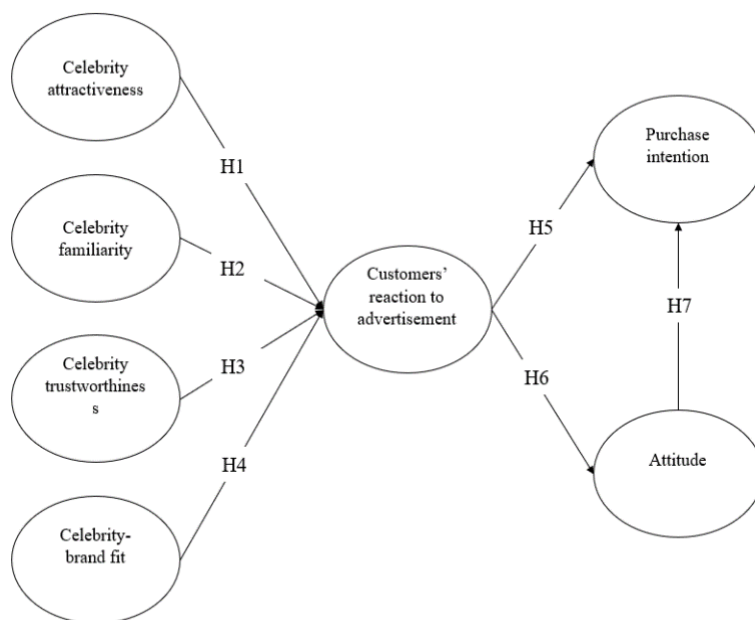 Celebrity
attractiveness
H1
Celebrity
familiarity
H2
Celebrity
trustworthines
s
H3
Celebrity-
brand fit
H4
Customers’
reaction to
advertisement
H5
H6
Purchase
intention
H7
Attitude